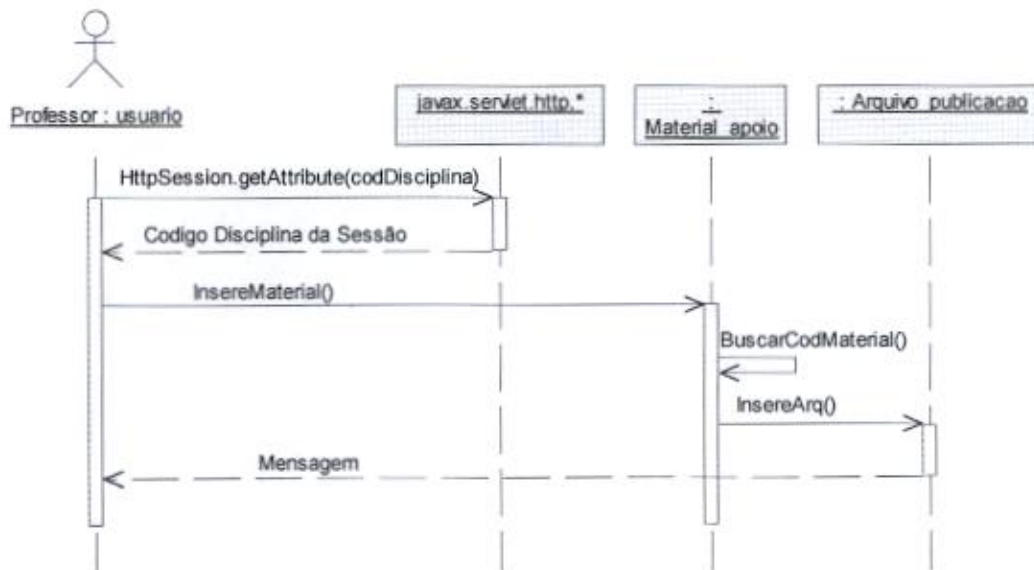 Professor : usuario
javax.servlet.http.*
:
Material_apoio
: Arquivo_publicacao
HttpSession.getAttribute(codDisciplina)
Codigo Disciplina da Sessão
InsereMaterial()
BuscarCodMaterial()
InsereArq()
Mensagem